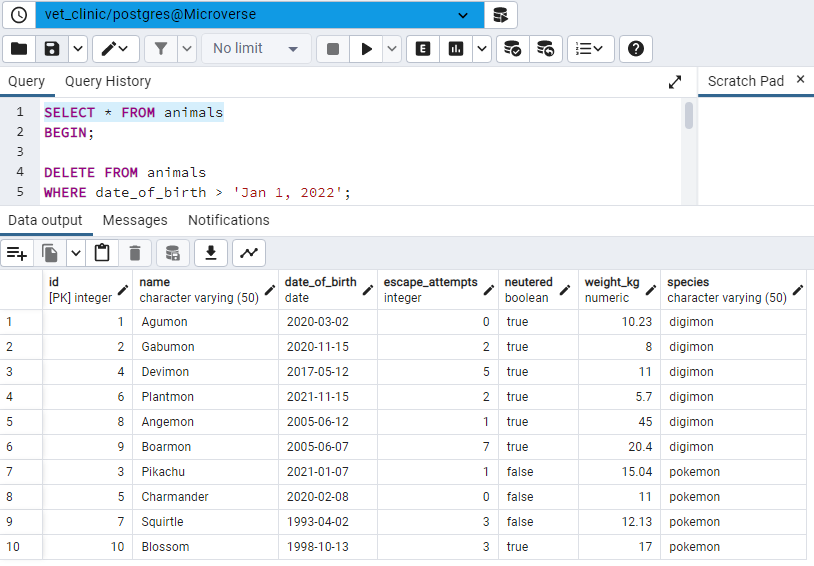 vet_clinic/postgres@Microverse
No limit
E
Query Query History Scratch Pad ×
1 SELECT * FROM animals
2 BEGIN;
3
4 DELETE FROM animals
5 WHERE date_of_birth > 'Jan 1, 2022';
Data output Messages Notifications
id name date_of_birth escape_attempts neutered weight_kg species
[PK] integer character varying (50) date integer boolean numeric character varying (50)
1 1 Agumon 2020-03-02 0 true 10.23 digimon
2 2 Gabumon 2020-11-15 2 true 8 digimon
3 4 Devimon 2017-05-12 5 true 11 digimon
4 6 Plantmon 2021-11-15 2 true 5.7 digimon
5 8 Angemon 2005-06-12 1 true 45 digimon
6 9 Boarmon 2005-06-07 7 true 20.4 digimon
7 3 Pikachu 2021-01-07 1 false 15.04 pokemon
8 5 Charmander 2020-02-08 0 false 11 pokemon
9 7 Squirtle 1993-04-02 3 false 12.13 pokemon
10 10 Blossom 1998-10-13 3 true 17 pokemon